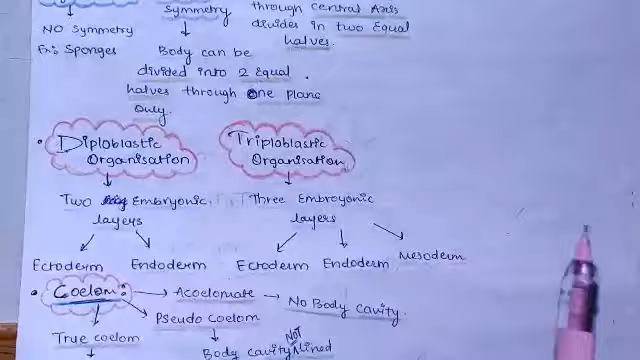 symmetry
through central Axis
divides in two Equal
halves.
NO symmetry
Ex: Sponges
Body can be
divided into 2 Equal
halves through One plane
Only.
Diploblastic
Organisation
Triploblastic
Organisation
Two Embryonic
layers
Three Embroyonic
layers
Ectoderm
Endoderm
Ectoderm
Endoderm
Mesoderm
Coelom:
Acoelomate
No Body cavity.
Pseudo coelom
True coelom
Body cavity NOT lined